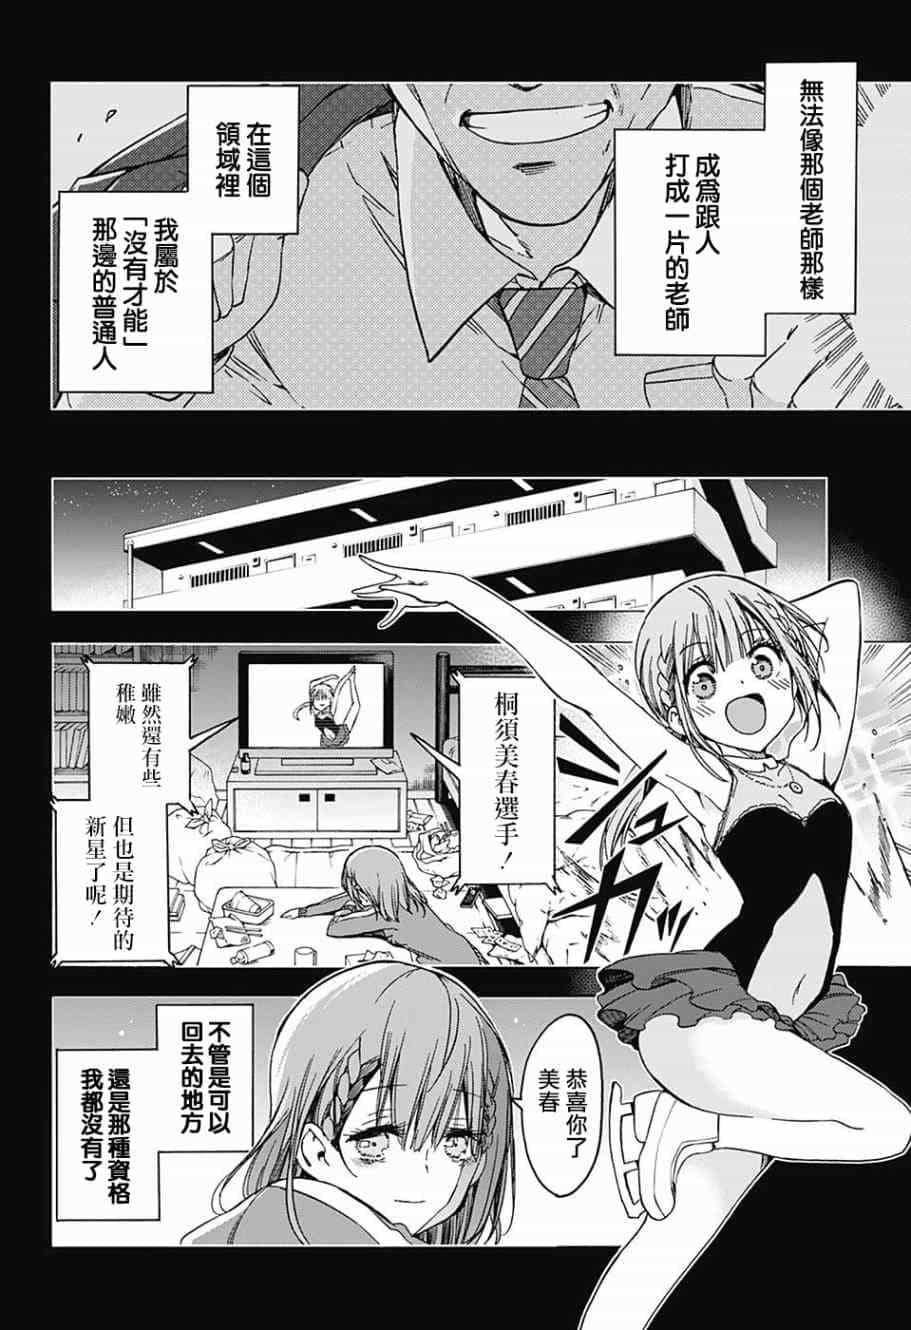 無法像那個老師那樣
成爲跟人
打成一片的老師
在這個
領域裡
我屬於
「沒有才能」
那邊的普通人
桐須美春選手！
雖然還有些
稚嫩
但也是期待的
新星了呢！
ギュルッ
恭喜你了
美春
不管是可以
回去的地方
還是那種資格
我都沒有了